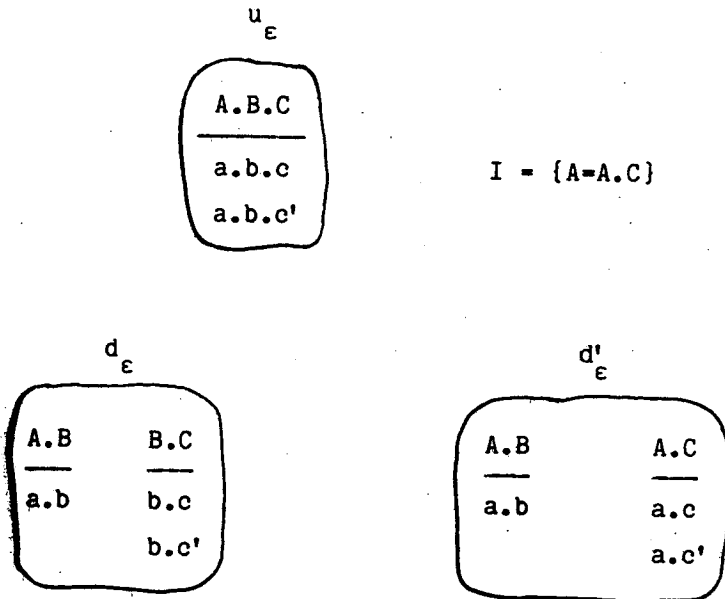 u_ε
A.B.C
a.b.c
a.b.c'
I = {A=A.C}
d_ε
d'_ε
A.B B.C
a.b b.c
b.c'
A.B A.C
a.b a.c
a.c'